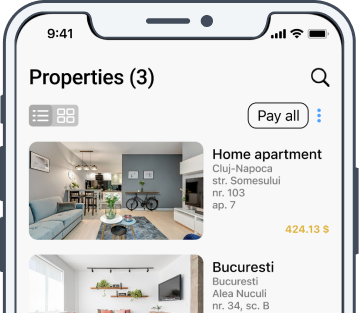 9:41
Properties (3)
Pay all
Home apartment
Cluj-Napoca
str. Somesului
nr. 103
ap. 7
424.13 $
Bucuresti
Bucuresti
Alea Nuculi
nr. 34, sc. B